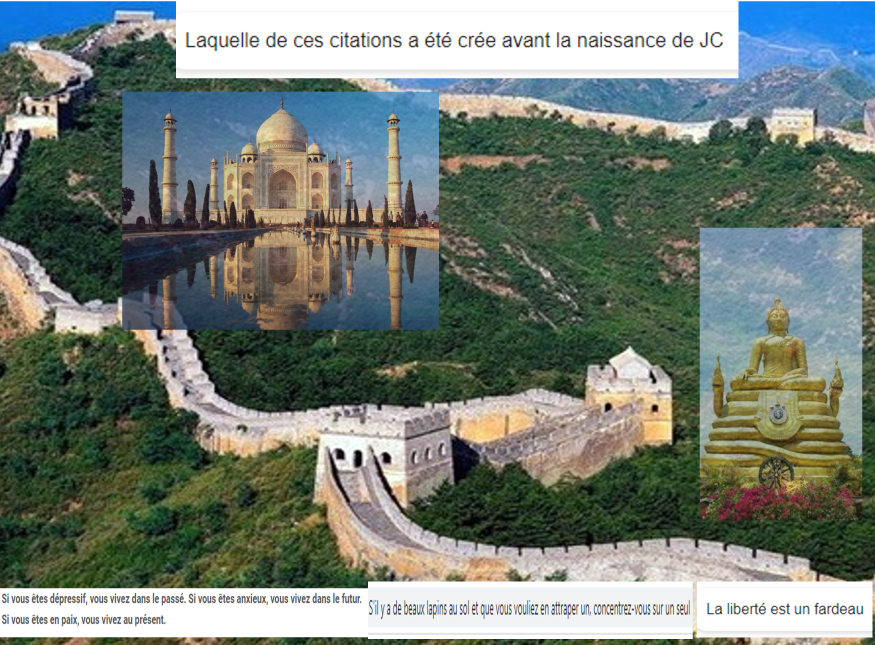 Laquelle de ces citations a été crée avant la naissance de JC
Si vous êtes dépressif, vous vivez dans le passé. Si vous êtes anxieux, vous vivez dans le futur.
Si vous êtes en paix, vous vivez au présent.
S'il y a de beaux lapins au sol et que vous vouliez en attraper un, concentrez-vous sur un seul
La liberté est un fardeau